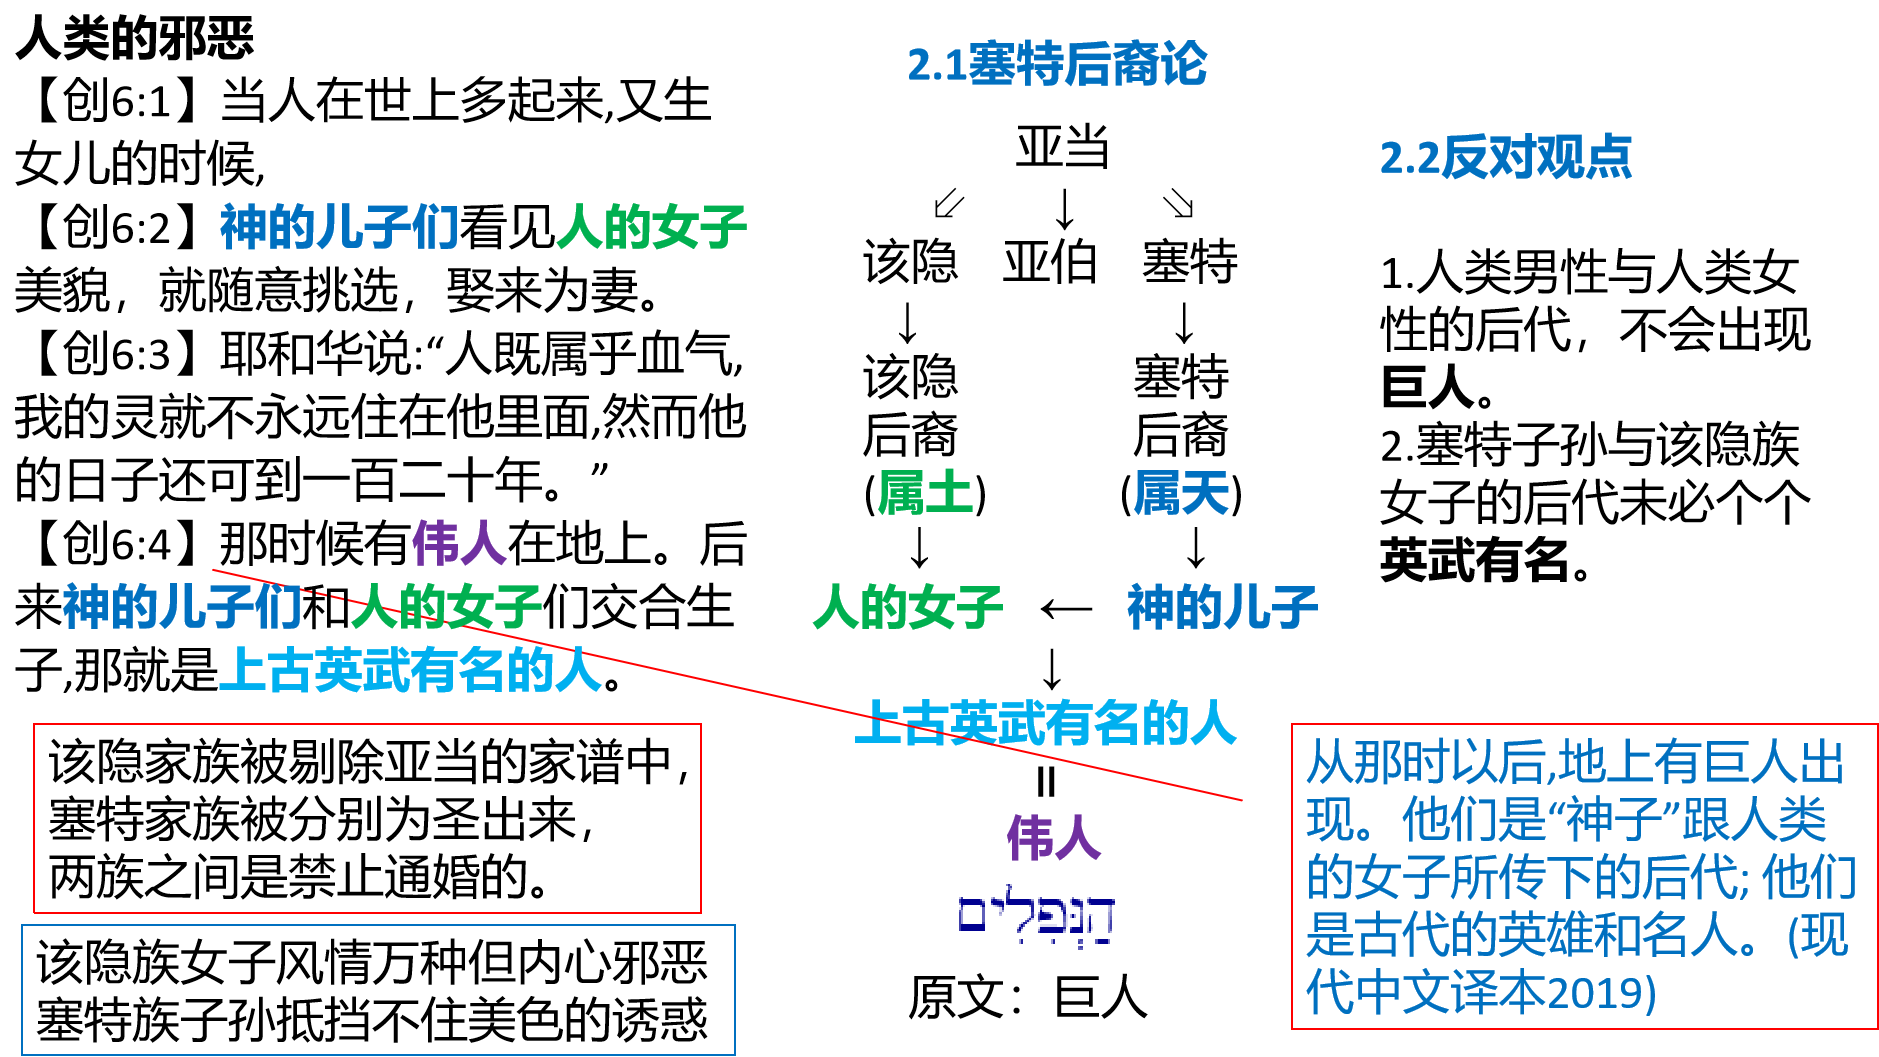 人类的邪恶
【创6:1】当人在世上多起来,又生
女儿的时候,
【创6:2】神的儿子们看见人的女子
美貌，就随意挑选，娶来为妻。
【创6:3】耶和华说:“人既属乎血气,
我的灵就不永远住在他里面,然而他
的日子还可到一百二十年。”
【创6:4】那时候有伟人在地上。后
来神的儿子们和人的女子们交合生
子,那就是上古英武有名的人。
该隐家族被剔除亚当的家谱中，
塞特家族被分别为圣出来，
两族之间是禁止通婚的。
该隐族女子风情万种但内心邪恶
塞特族子孙抵挡不住美色的诱惑
2.1塞特后裔论
亚当
⇙ ↓ ⇘
该隐 亚伯 塞特
↓ ↓
该隐 塞特
后裔 后裔
(属土) (属天)
↓ ↓
人的女子 ← 神的儿子
↓
上古英武有名的人
=
伟人
הַנְּפִלִים
原文：巨人
2.2反对观点
1.人类男性与人类女
性的后代，不会出现
巨人。
2.塞特子孙与该隐族
女子的后代未必个个
英武有名。
从那时以后,地上有巨人出
现。他们是“神子”跟人类
的女子所传下的后代; 他们
是古代的英雄和名人。(现
代中文译本2019)